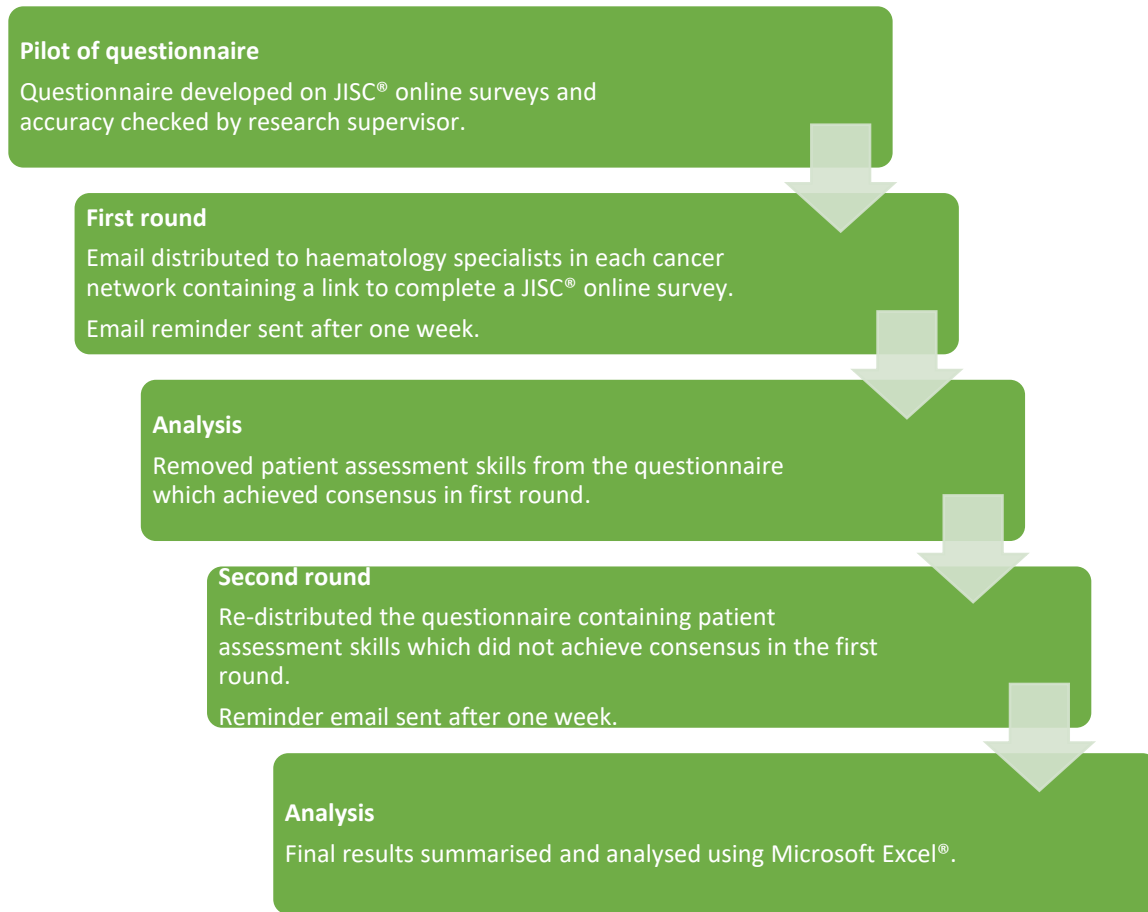 Pilot of questionnaire
Questionnaire developed on JISC® online surveys and
accuracy checked by research supervisor.
First round
Email distributed to haematology specialists in each cancer
network containing a link to complete a JISC® online survey.
Email reminder sent after one week.
Analysis
Removed patient assessment skills from the questionnaire
which achieved consensus in first round.
Second round
Re-distributed the questionnaire containing patient
assessment skills which did not achieve consensus in the first
round.
Reminder email sent after one week.
Analysis
Final results summarised and analysed using Microsoft Excel®.